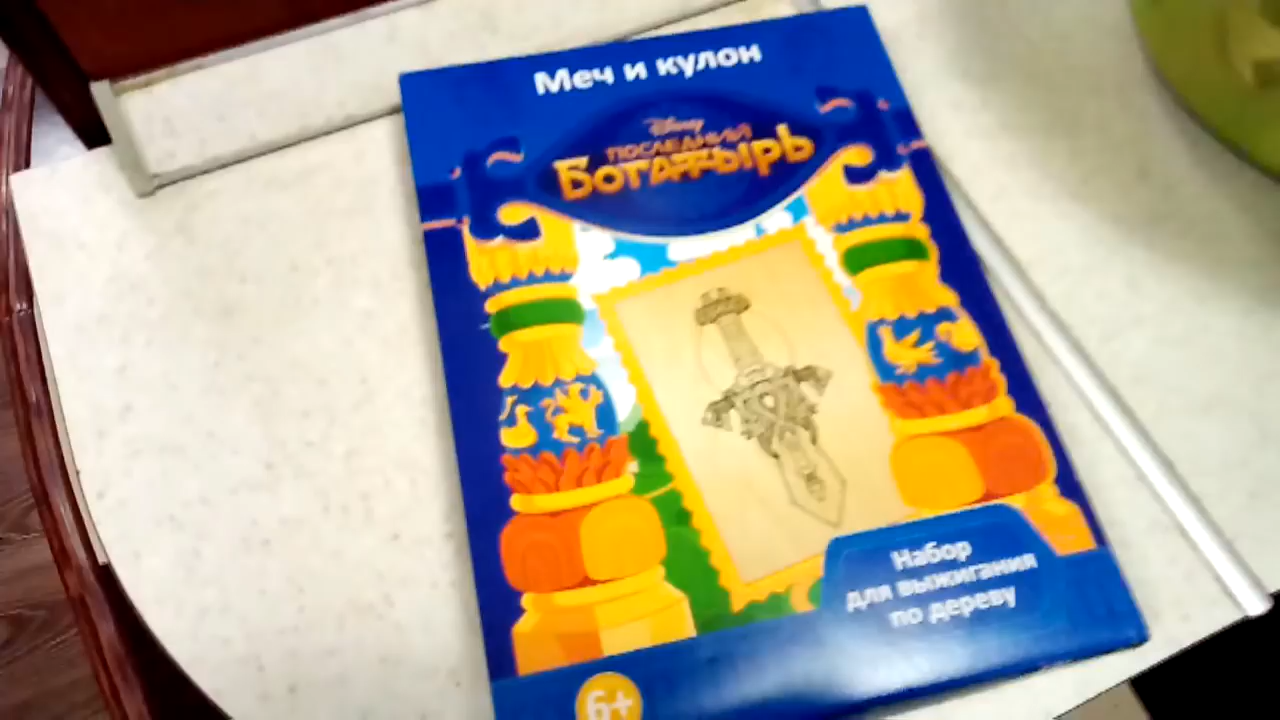 Меч и кулон
Disney
ПОСЛЕДНИЙ
БОГАТЫРЬ
Набор
для выжигания
по дереву
6+